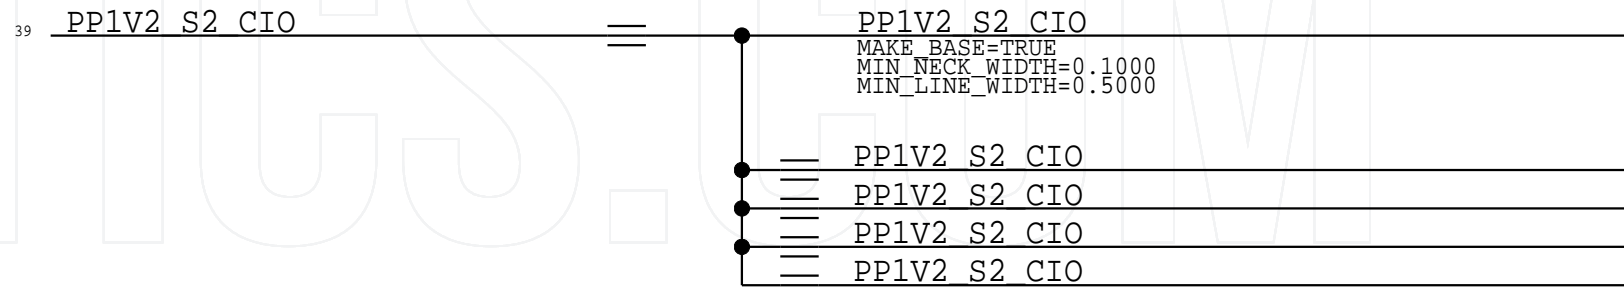 39 PP1V2_S2_CIO PP1V2_S2_CIO
MAKE_BASE=TRUE
MIN_NECK_WIDTH=0.1000
MIN_LINE_WIDTH=0.5000
PP1V2_S2_CIO
PP1V2_S2_CIO
PP1V2_S2_CIO
PP1V2_S2_CIO